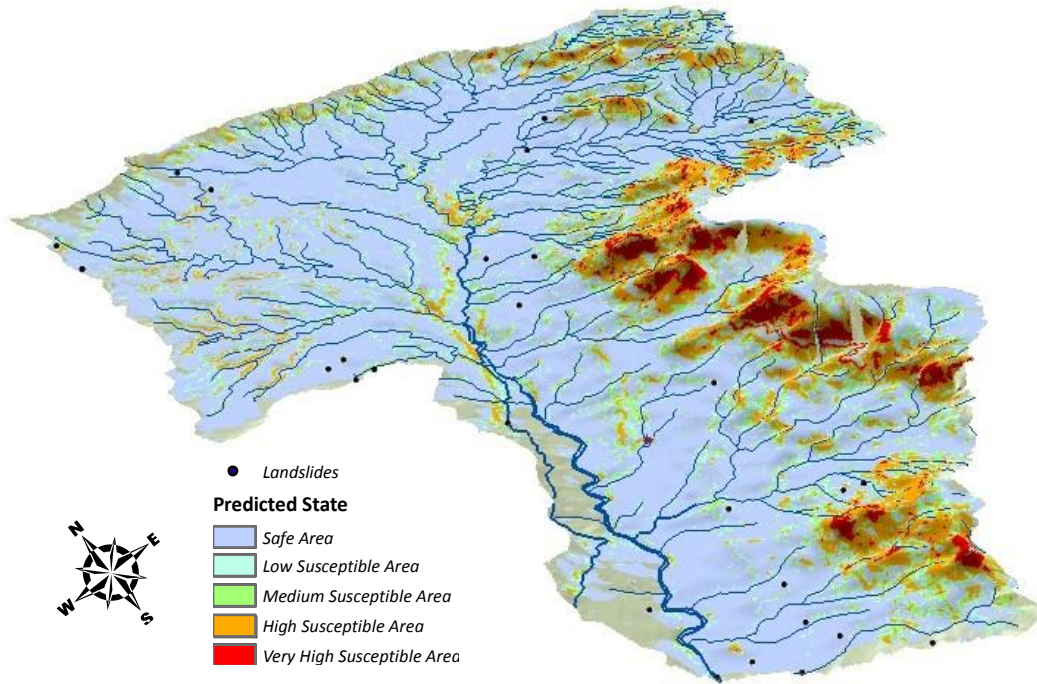 Landslides
Predicted State
Safe Area
Low Susceptible Area
Medium Susceptible Area
High Susceptible Area
Very High Susceptible Area
N
E
W
S